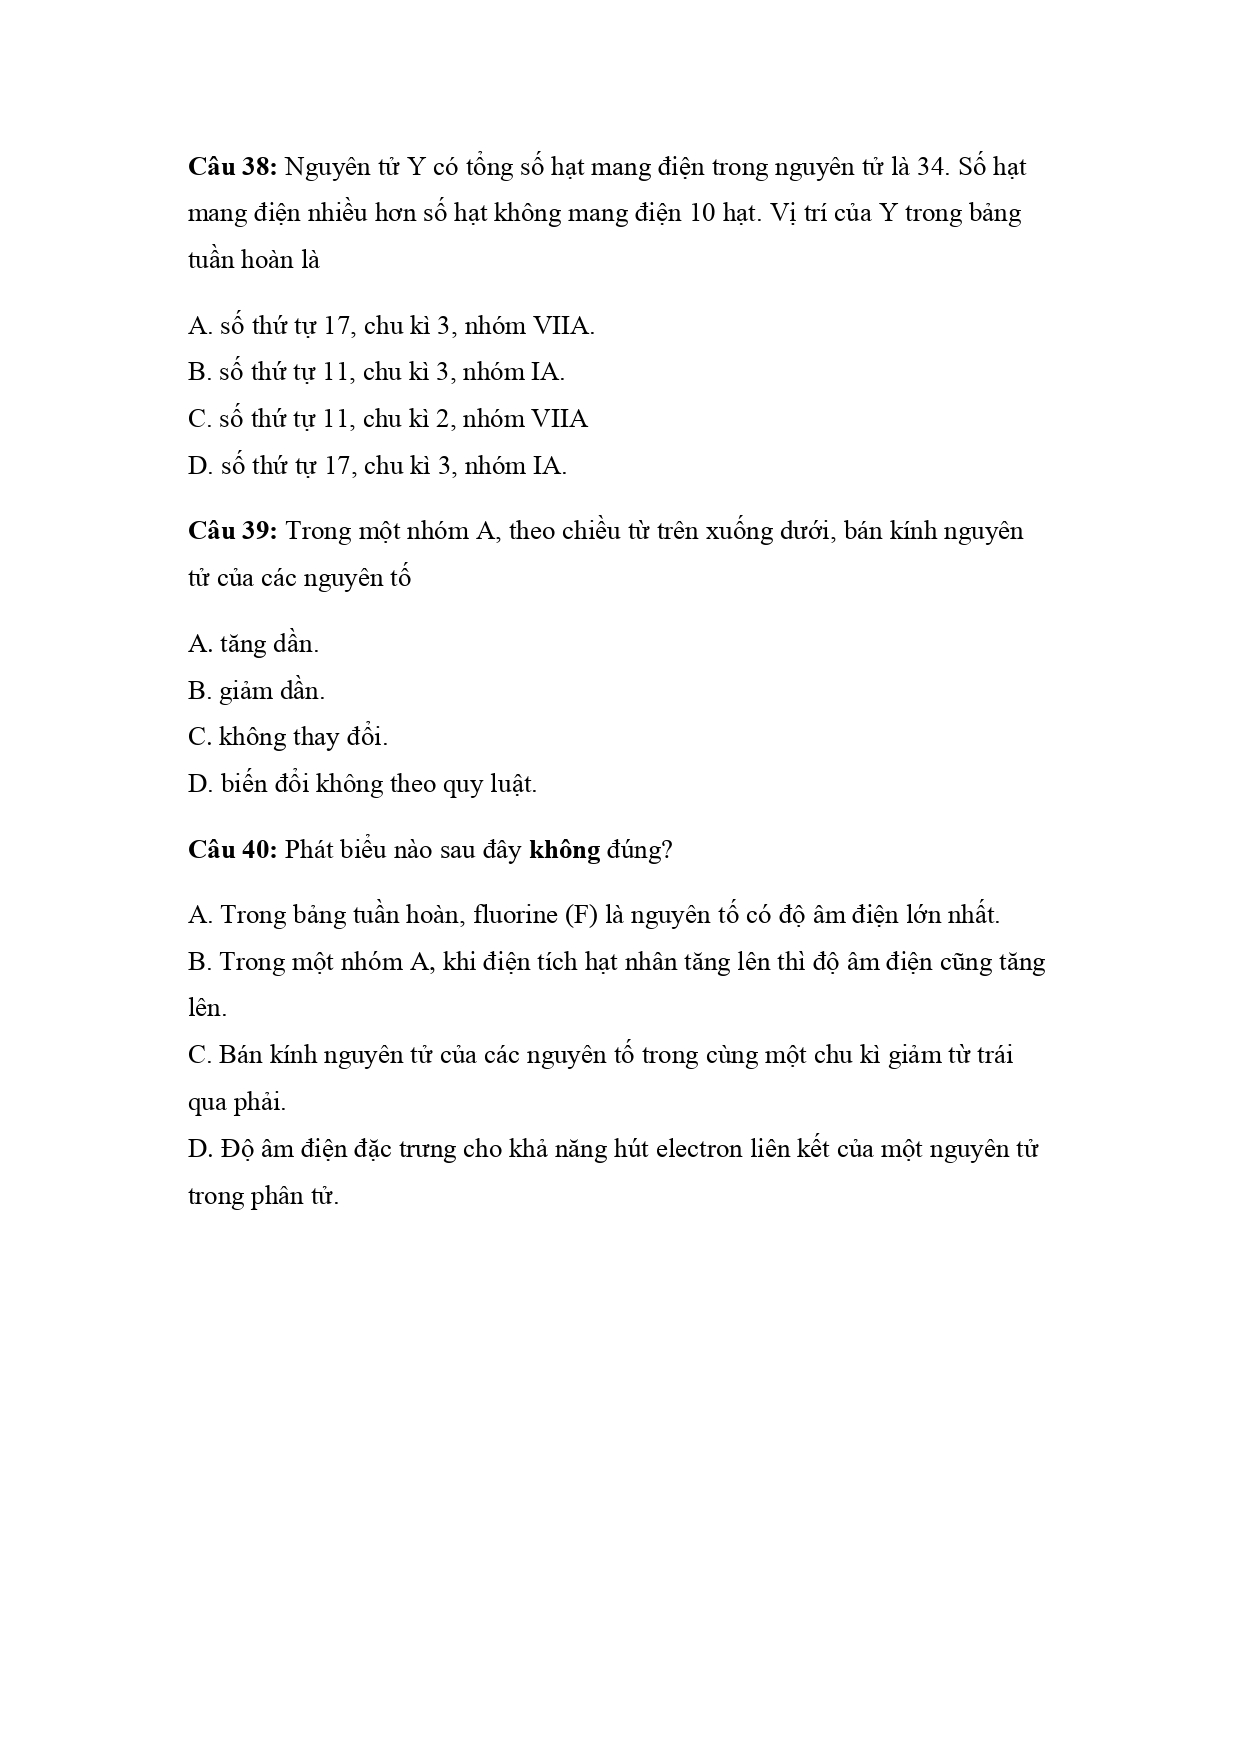 Câu 38: Nguyên tử Y có tổng số hạt mang điện trong nguyên tử là 34. Số hạt
mang điện nhiều hơn số hạt không mang điện 10 hạt. Vị trí của Y trong bảng
tuần hoàn là
A. số thứ tự 17, chu kì 3, nhóm VIIA.
B. số thứ tự 11, chu kì 3, nhóm IA.
C. số thứ tự 11, chu kì 2, nhóm VIIA
D. số thứ tự 17, chu kì 3, nhóm IA.
Câu 39: Trong một nhóm A, theo chiều từ trên xuống dưới, bán kính nguyên
tử của các nguyên tố
A. tăng dần.
B. giảm dần.
C. không thay đổi.
D. biến đổi không theo quy luật.
Câu 40: Phát biểu nào sau đây không đúng?
A. Trong bảng tuần hoàn, fluorine (F) là nguyên tố có độ âm điện lớn nhất.
B. Trong một nhóm A, khi điện tích hạt nhân tăng lên thì độ âm điện cũng tăng
lên.
C. Bán kính nguyên tử của các nguyên tố trong cùng một chu kì giảm từ trái
qua phải.
D. Độ âm điện đặc trưng cho khả năng hút electron liên kết của một nguyên tử
trong phân tử.